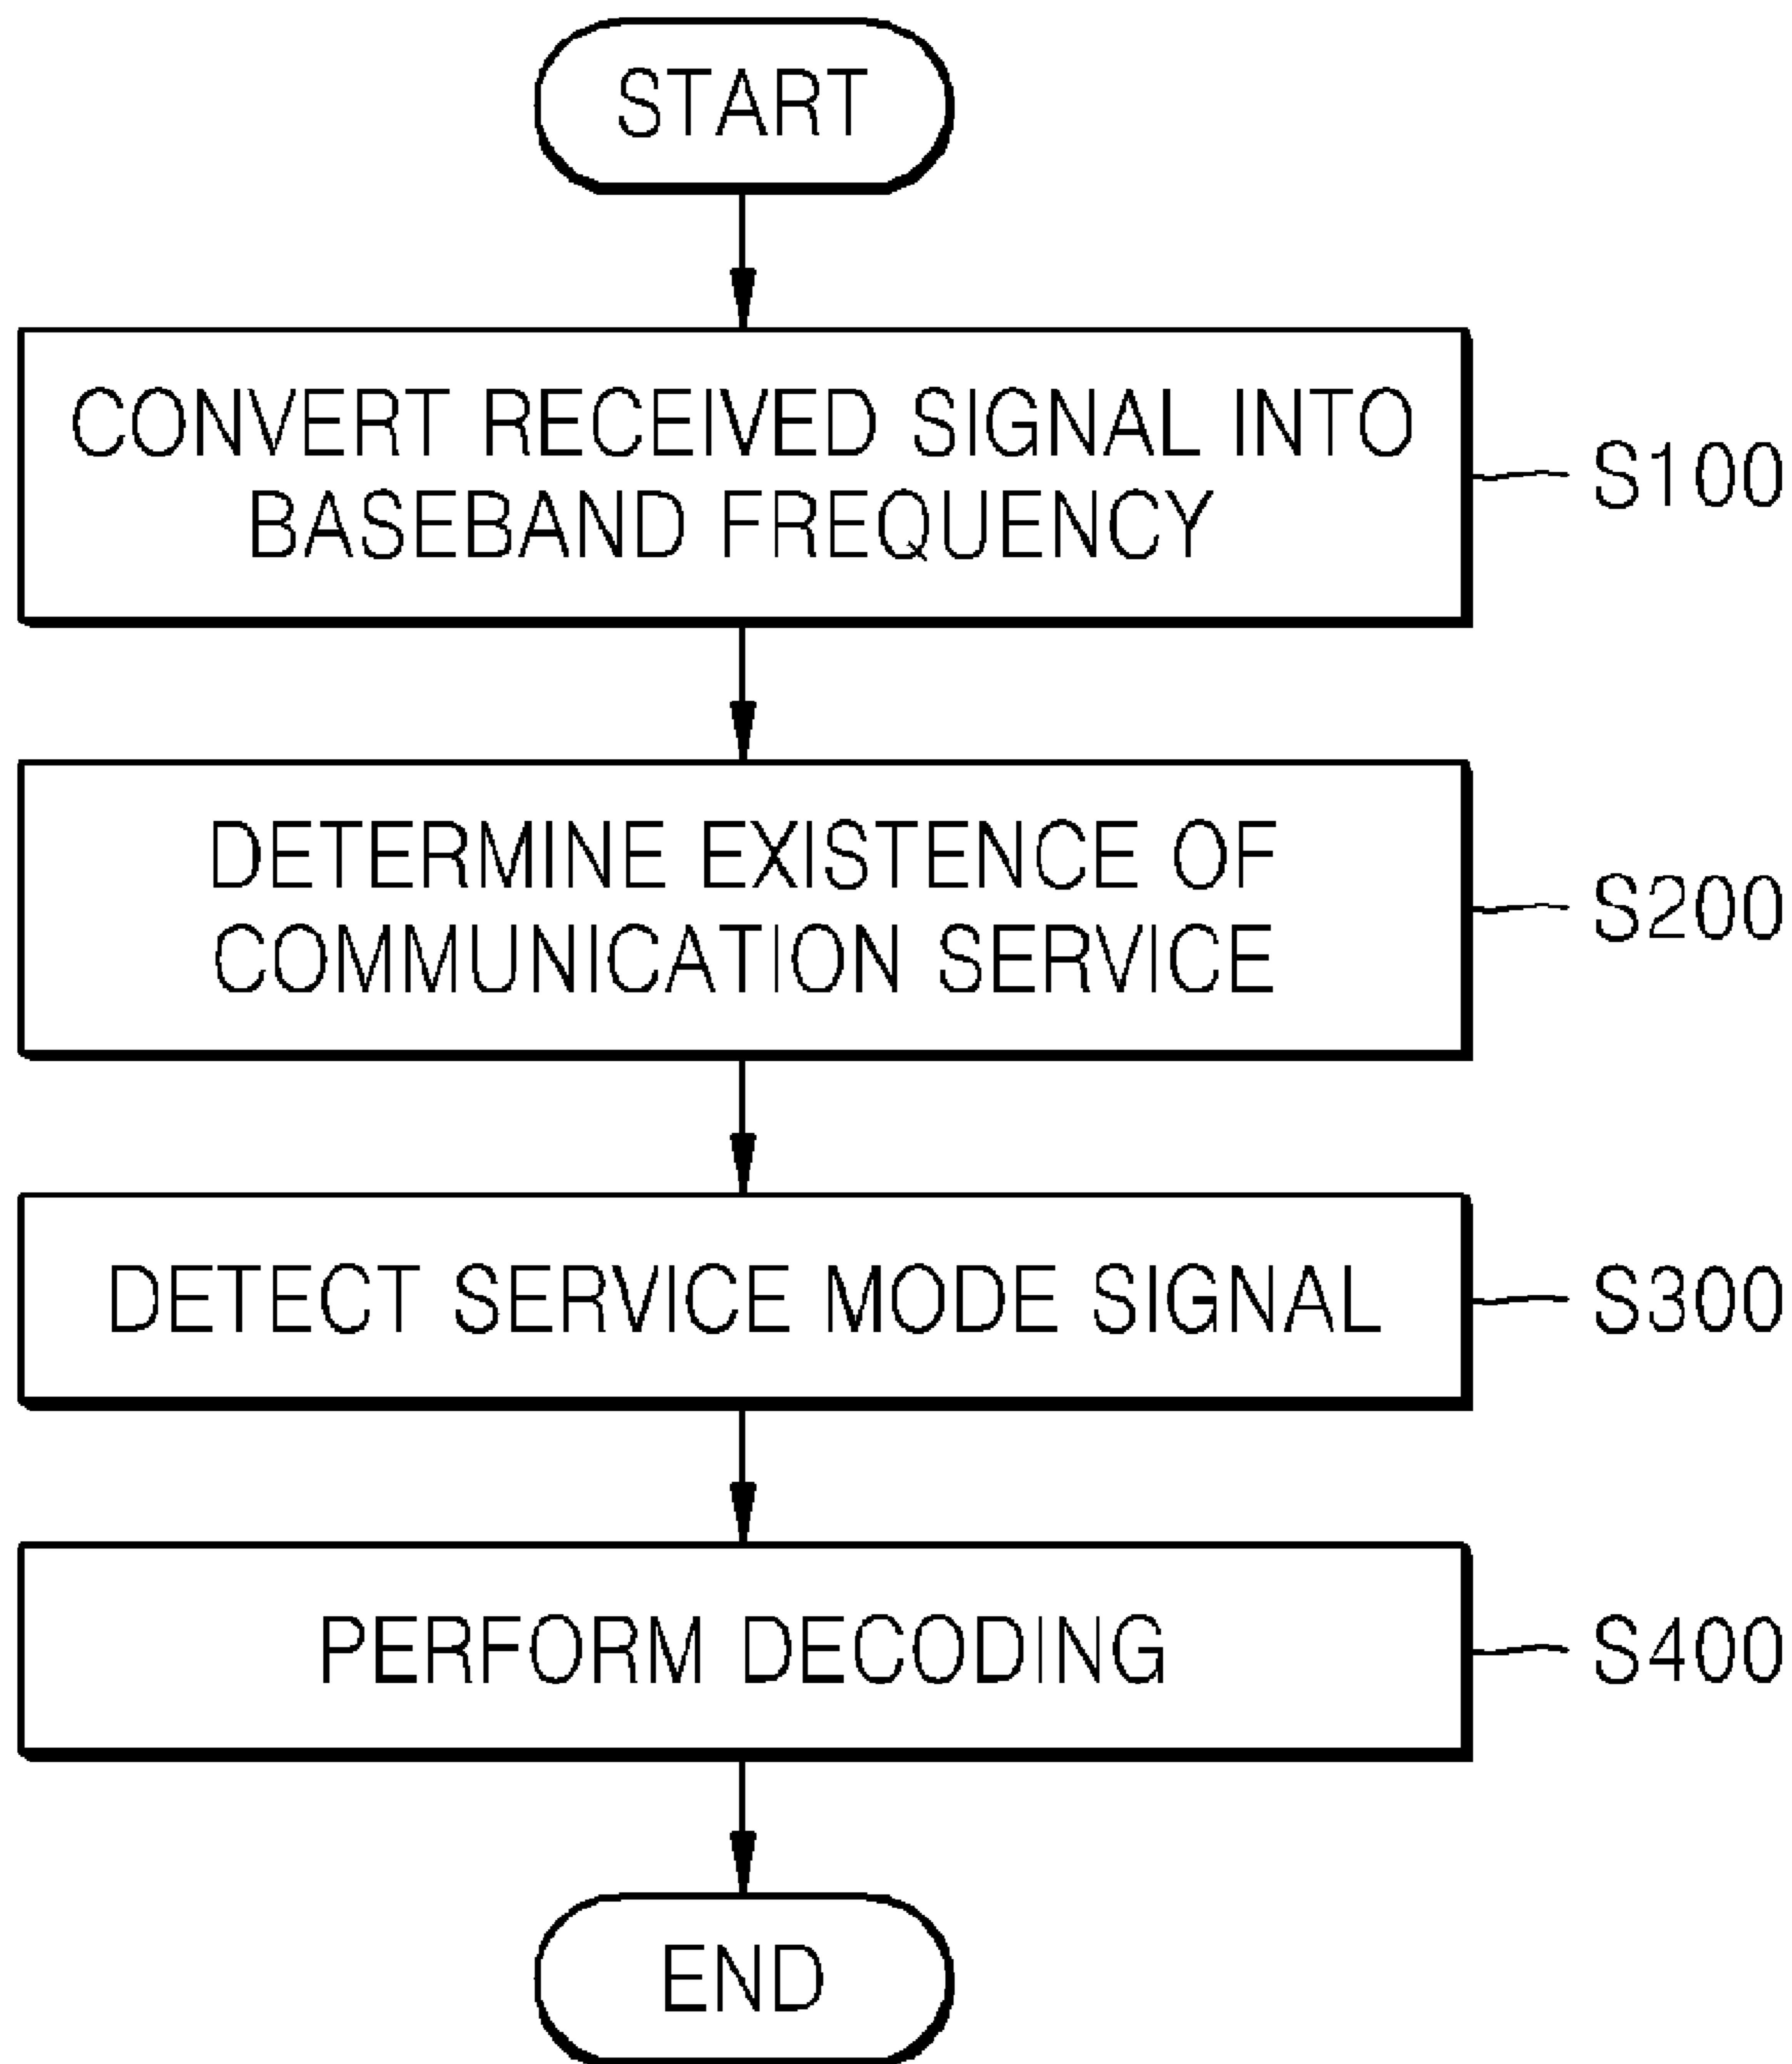 START
CONVERT RECEIVED SIGNAL INTO
BASEBAND FREQUENCY
S100
DETERMINE EXISTENCE OF
COMMUNICATION SERVICE
S200
DETECT SERVICE MODE SIGNAL
S300
PERFORM DECODING
S400
END